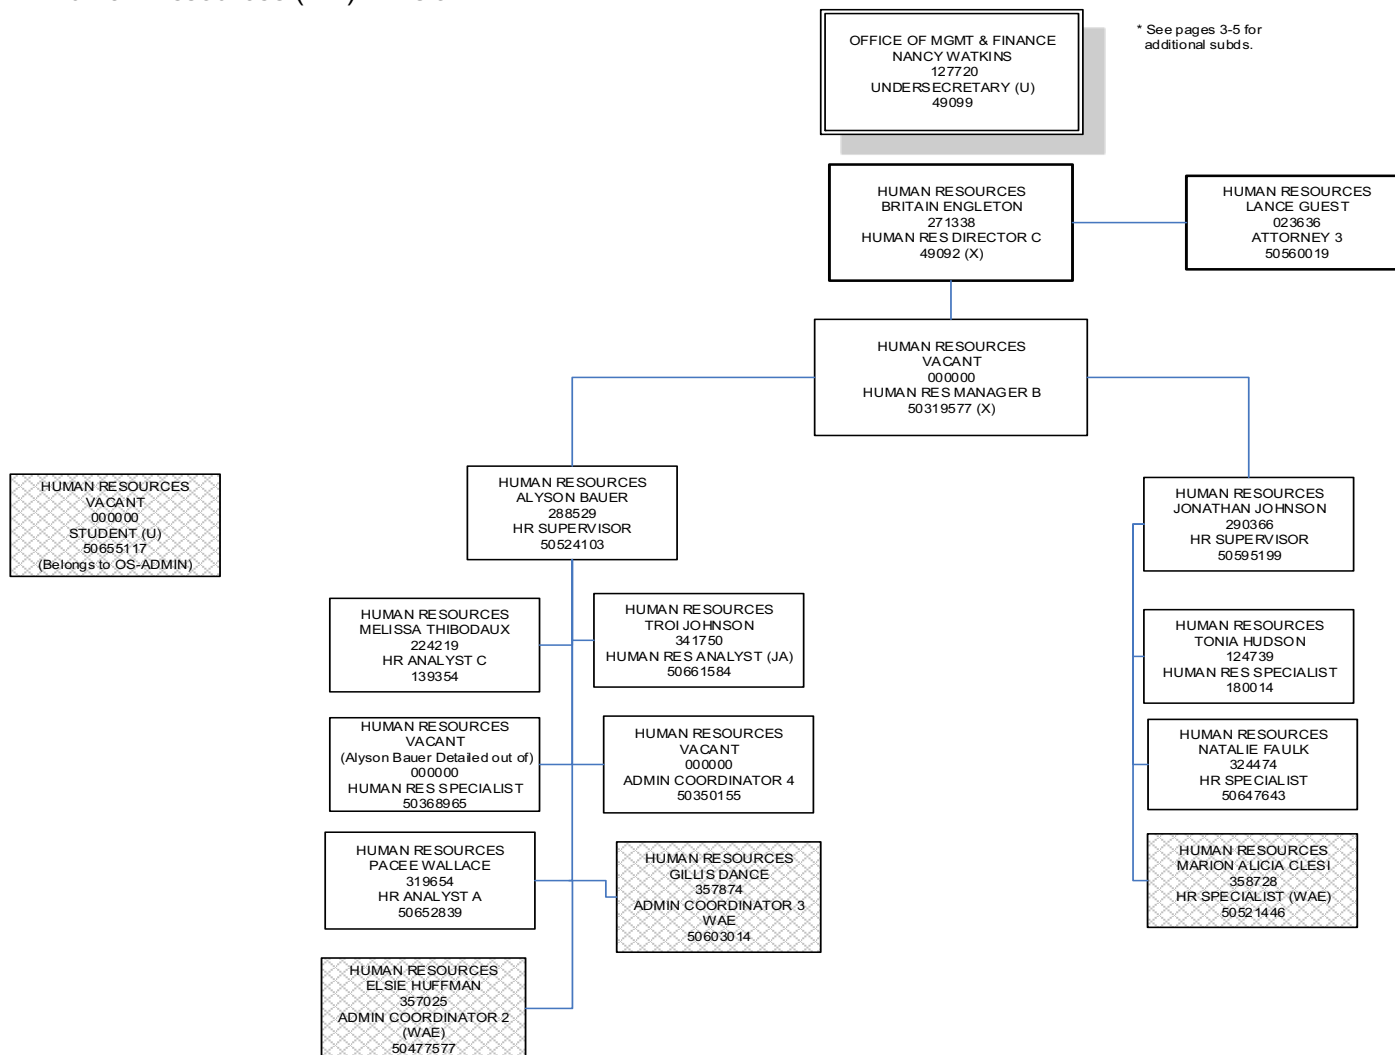 OFFICE OF MGMT & FINANCE
NANCY WATKINS
127720
UNDERSECRETARY (U)
49099
* See pages 3-5 for
additional subds.
HUMAN RESOURCES
BRITAIN ENGLETON
271338
HUMAN RES DIRECTOR C
49092 (X)
HUMAN RESOURCES
LANCE GUEST
023636
ATTORNEY 3
50560019
HUMAN RESOURCES
VACANT
000000
HUMAN RES MANAGER B
50319577 (X)
HUMAN RESOURCES
VACANT
000000
STUDENT (U)
50655117
(Belongs to OS-ADMIN)
HUMAN RESOURCES
ALYSON BAUER
288529
HR SUPERVISOR
50524103
HUMAN RESOURCES
JONATHAN JOHNSON
290366
HR SUPERVISOR
50595199
HUMAN RESOURCES
MELISSA THIBODAUX
224219
HR ANALYST C
139354
HUMAN RESOURCES
TROI JOHNSON
341750
HUMAN RES ANALYST (JA)
50661584
HUMAN RESOURCES
TONIA HUDSON
124739
HUMAN RES SPECIALIST
180014
HUMAN RESOURCES
VACANT
(Alyson Bauer Detailed out of)
000000
HUMAN RES SPECIALIST
50368965
HUMAN RESOURCES
VACANT
000000
ADMIN COORDINATOR 4
50350155
HUMAN RESOURCES
NATALIE FAULK
324474
HR SPECIALIST
50647643
HUMAN RESOURCES
PACEE WALLACE
319654
HR ANALYST A
50652839
HUMAN RESOURCES
GILLIS DANCE
357874
ADMIN COORDINATOR 3
WAE
50603014
HUMAN RESOURCES
MARION ALICIA CLESI
358728
HR SPECIALIST (WAE)
50521446
HUMAN RESOURCES
ELSIE HUFFMAN
357025
ADMIN COORDINATOR 2
(WAE)
50477577